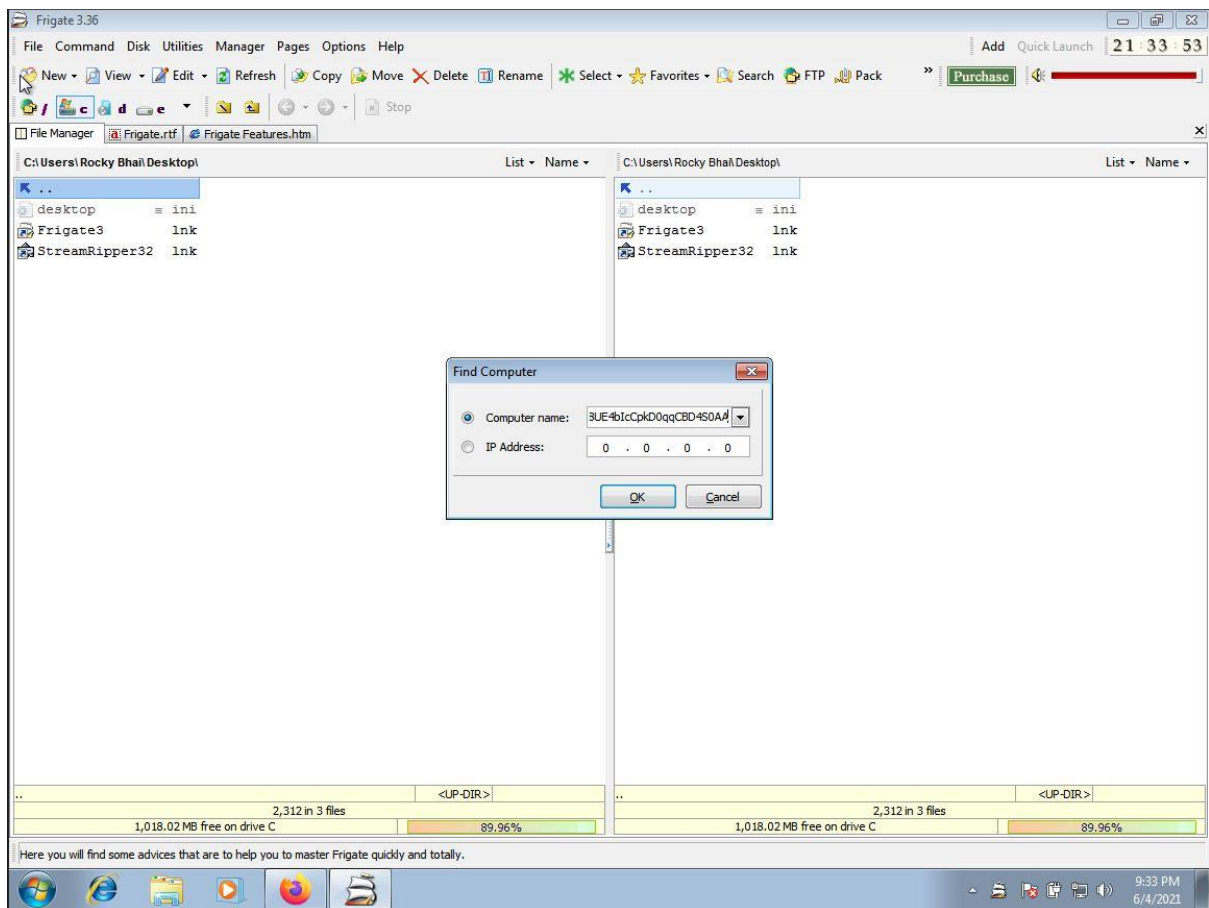 Frigate 3.36
File Command Disk Utilities Manager Pages Options Help Add Quick Launch 21:33:53
New View Edit Refresh Copy Move Delete Rename Select Favorites Search FTP Pack » Purchase
/ c d e Stop
File Manager Frigate.rtf Frigate Features.htm
C:\Users\Rocky Bhai\Desktop\ List Name C:\Users\Rocky Bhai\Desktop\ List Name
.. ..
desktop ini desktop ini
Frigate3 lnk Frigate3 lnk
StreamRipper32 lnk StreamRipper32 lnk
Find Computer
Computer name: 3UE4bIcCpkD0qqCBD4S0AA
IP Address: 0 . 0 . 0 . 0
OK Cancel
.. <UP-DIR> .. <UP-DIR>
2,312 in 3 files 2,312 in 3 files
1,018.02 MB free on drive C 89.96% 1,018.02 MB free on drive C 89.96%
Here you will find some advices that are to help you to master Frigate quickly and totally.
9:33 PM
6/4/2021